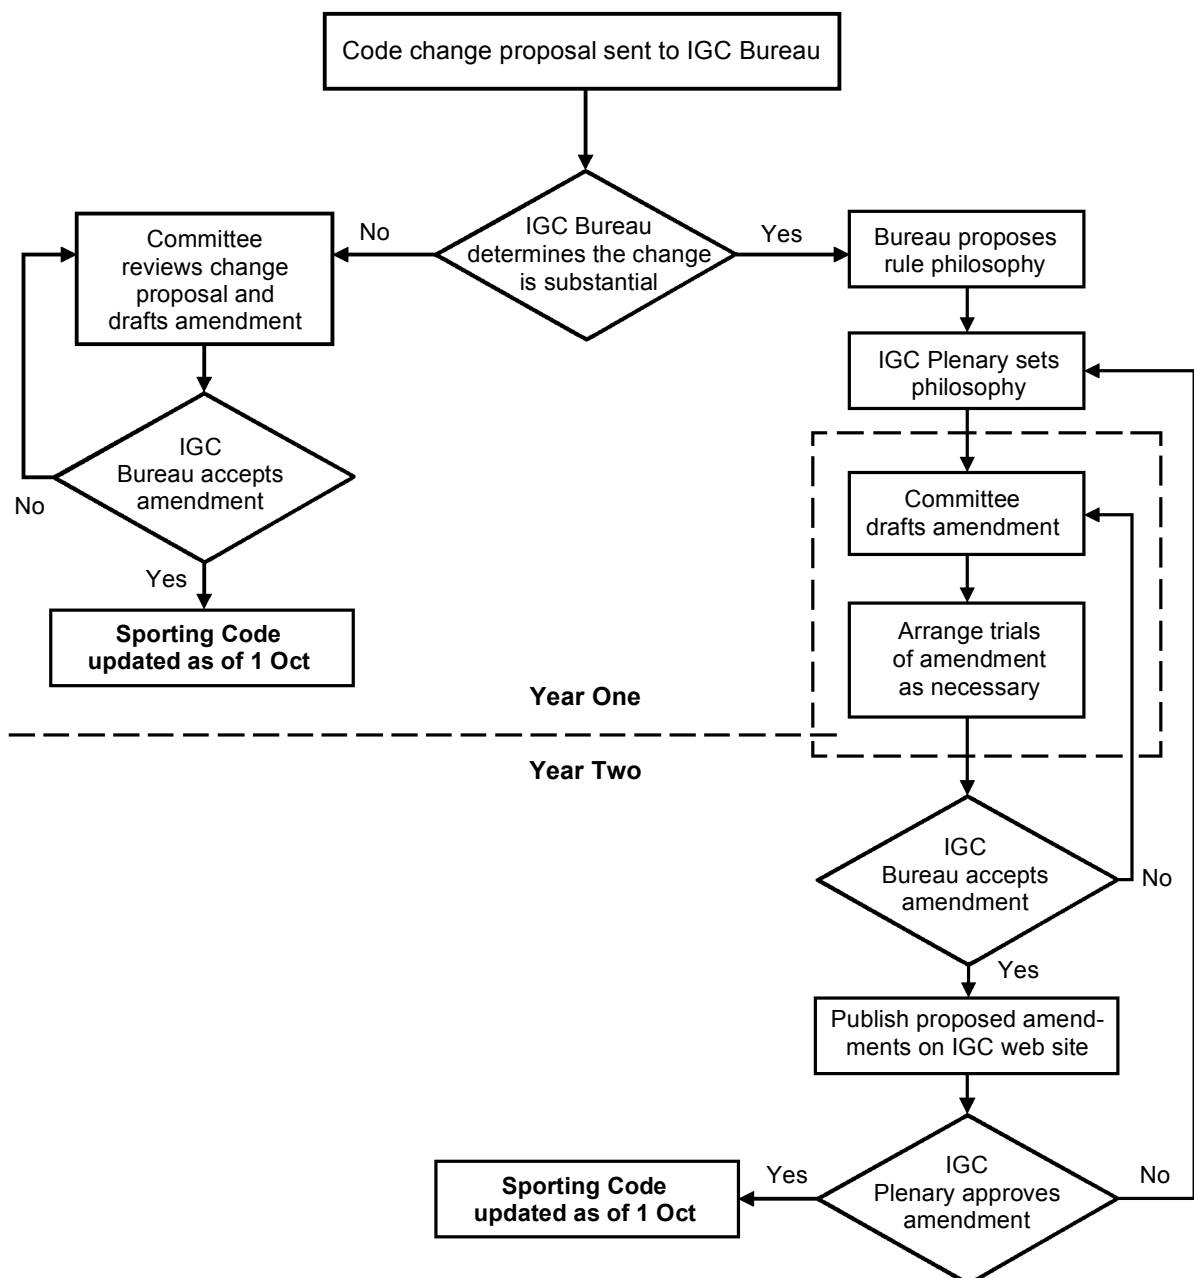 Code change proposal sent to IGC Bureau
IGC Bureau
determines the change
is substantial
No
Yes
Committee
reviews change
proposal and
drafts amendment
Bureau proposes
rule philosophy
IGC Plenary sets
philosophy
IGC
Bureau accepts
amendment
No
Yes
Sporting Code
updated as of 1 Oct
Committee
drafts amendment
Arrange trials
of amendment
as necessary
Year One
Year Two
IGC
Bureau accepts
amendment
No
Yes
Publish proposed amend-
ments on IGC web site
IGC
Plenary approves
amendment
Yes
No
Sporting Code
updated as of 1 Oct